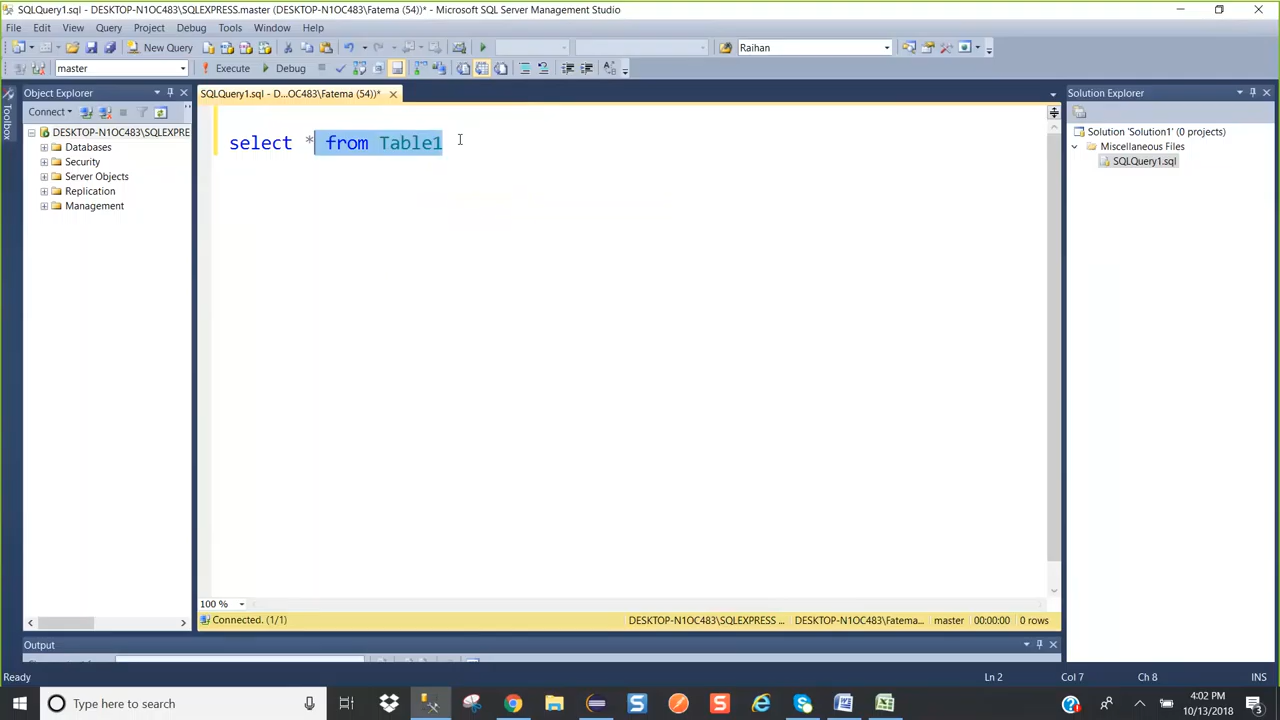 SQLQuery1.sql - DESKTOP-N1OC483\SQLEXPRESS.master (DESKTOP-N1OC483\Fatema (54))* - Microsoft SQL Server Management Studio
File Edit View Query Project Debug Tools Window Help
New Query Raihan
master Execute Debug
Toolbox
Object Explorer
Connect
DESKTOP-N1OC483\SQLEXPRE
Databases
Security
Server Objects
Replication
Management
SQLQuery1.sql - D...OC483\Fatema (54))*
select * from Table1
100 %
Connected. (1/1) DESKTOP-N1OC483\SQLEXPRESS ... DESKTOP-N1OC483\Fatema... master 00:00:00 0 rows
Solution Explorer
Solution 'Solution1' (0 projects)
Miscellaneous Files
SQLQuery1.sql
Output
Ready Ln 2 Col 7 Ch 8 INS
Type here to search
4:02 PM
10/13/2018
3